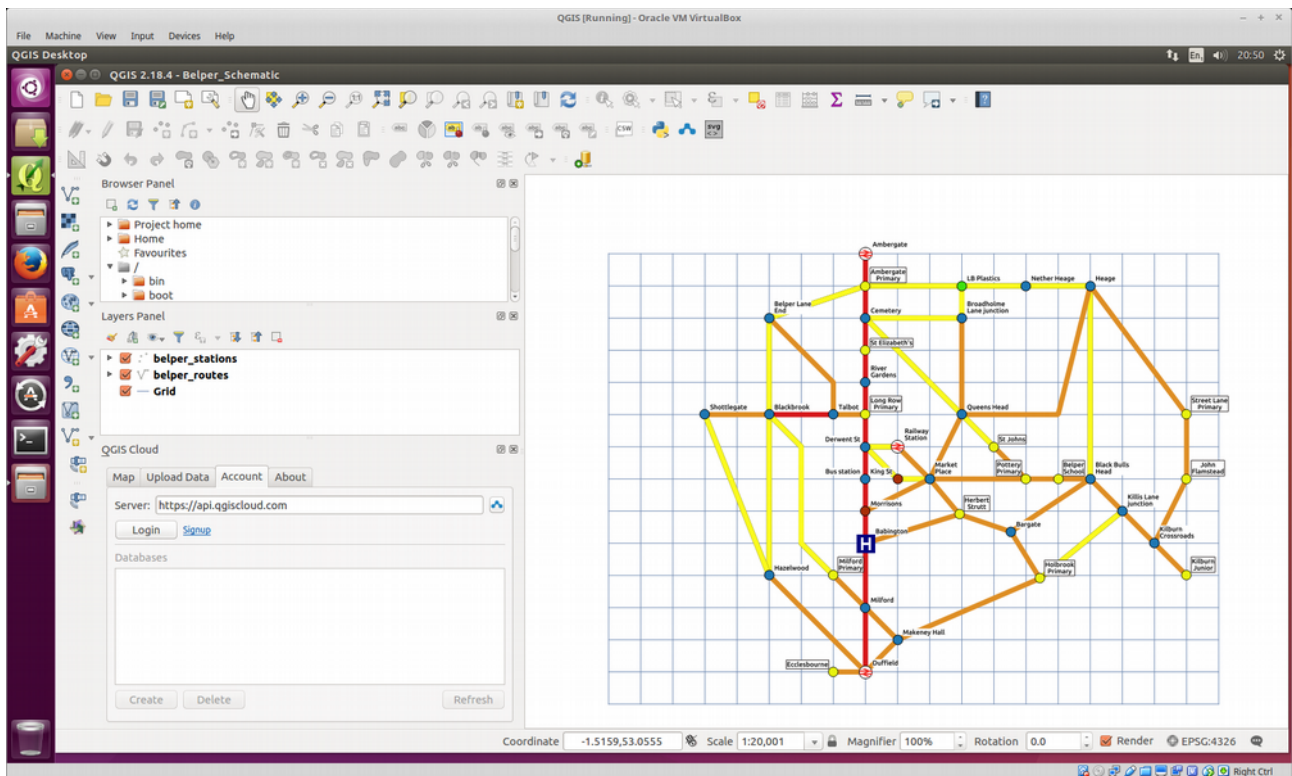 QGIS [Running] - Oracle VM VirtualBox
File Machine View Input Devices Help
QGIS Desktop
En
20:50
QGIS 2.18.4 - Belper_Schematic
CSW
svg
Browser Panel
Project home
Home
Favourites
/
bin
boot
Layers Panel
belper_stations
belper_routes
Grid
QGIS Cloud
Map Upload Data Account About
Server: https://api.qgiscloud.com
Login Signup
Databases
Create Delete Refresh
Ambergate
Ambergate
Primary
LB Plastics
Nether Heage
Heage
Belper Lane
End
Cemetery
Broadholme
Lane junction
St Elizabeth's
River
Gardens
Shottlegate
Blackbrook
Talbot
Long Row
Primary
Queens Head
Street Lane
Primary
Derwent St
Railway
Station
St Johns
Bus station
King St
Market
Place
Pottery
Primary
Belper
School
Black Bulls
Head
John
Flamstead
Morrisons
Herbert
Strutt
Killis Lane
junction
Babington
H
Bargate
Kilburn
Crossroads
Hazelwood
Milford
Primary
Holbrook
Primary
Kilburn
Junior
Milford
Makeney Hall
Ecclesbourne
Duffield
Coordinate -1.5159,53.0555 Scale 1:20,001 Magnifier 100% Rotation 0.0 Render EPSG:4326
Right Ctrl